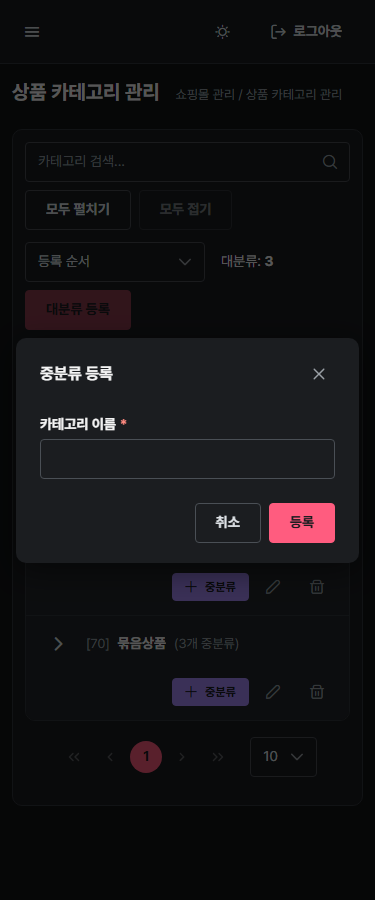 로그아웃
상품 카테고리 관리
쇼핑몰 관리 / 상품 카테고리 관리
카테고리 검색...
모두 펼치기
모두 접기
등록 순서
대분류: 3
대분류 등록
중분류 등록
카테고리 이름 *
취소
등록
중분류
[70] 묶음상품 (3개 중분류)
중분류
1
10